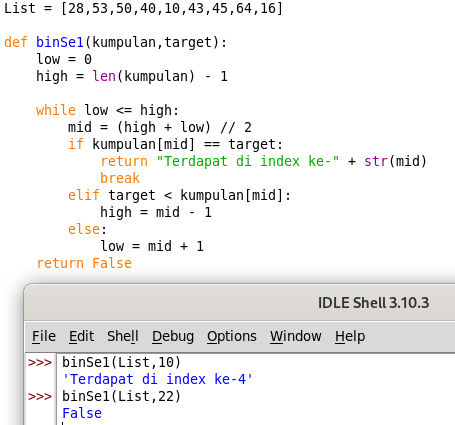 List = [28,53,50,40,10,43,45,64,16]
def binSe1(kumpulan,target):
    low = 0
    high = len(kumpulan) - 1
    while low <= high:
        mid = (high + low) // 2
        if kumpulan[mid] == target:
            return "Terdapat di index ke-" + str(mid)
            break
        elif target < kumpulan[mid]:
            high = mid - 1
        else:
            low = mid + 1
    return False
IDLE Shell 3.10.3
File Edit Shell Debug Options Window Help
>>> binSe1(List,10)
'Terdapat di index ke-4'
>>> binSe1(List,22)
False